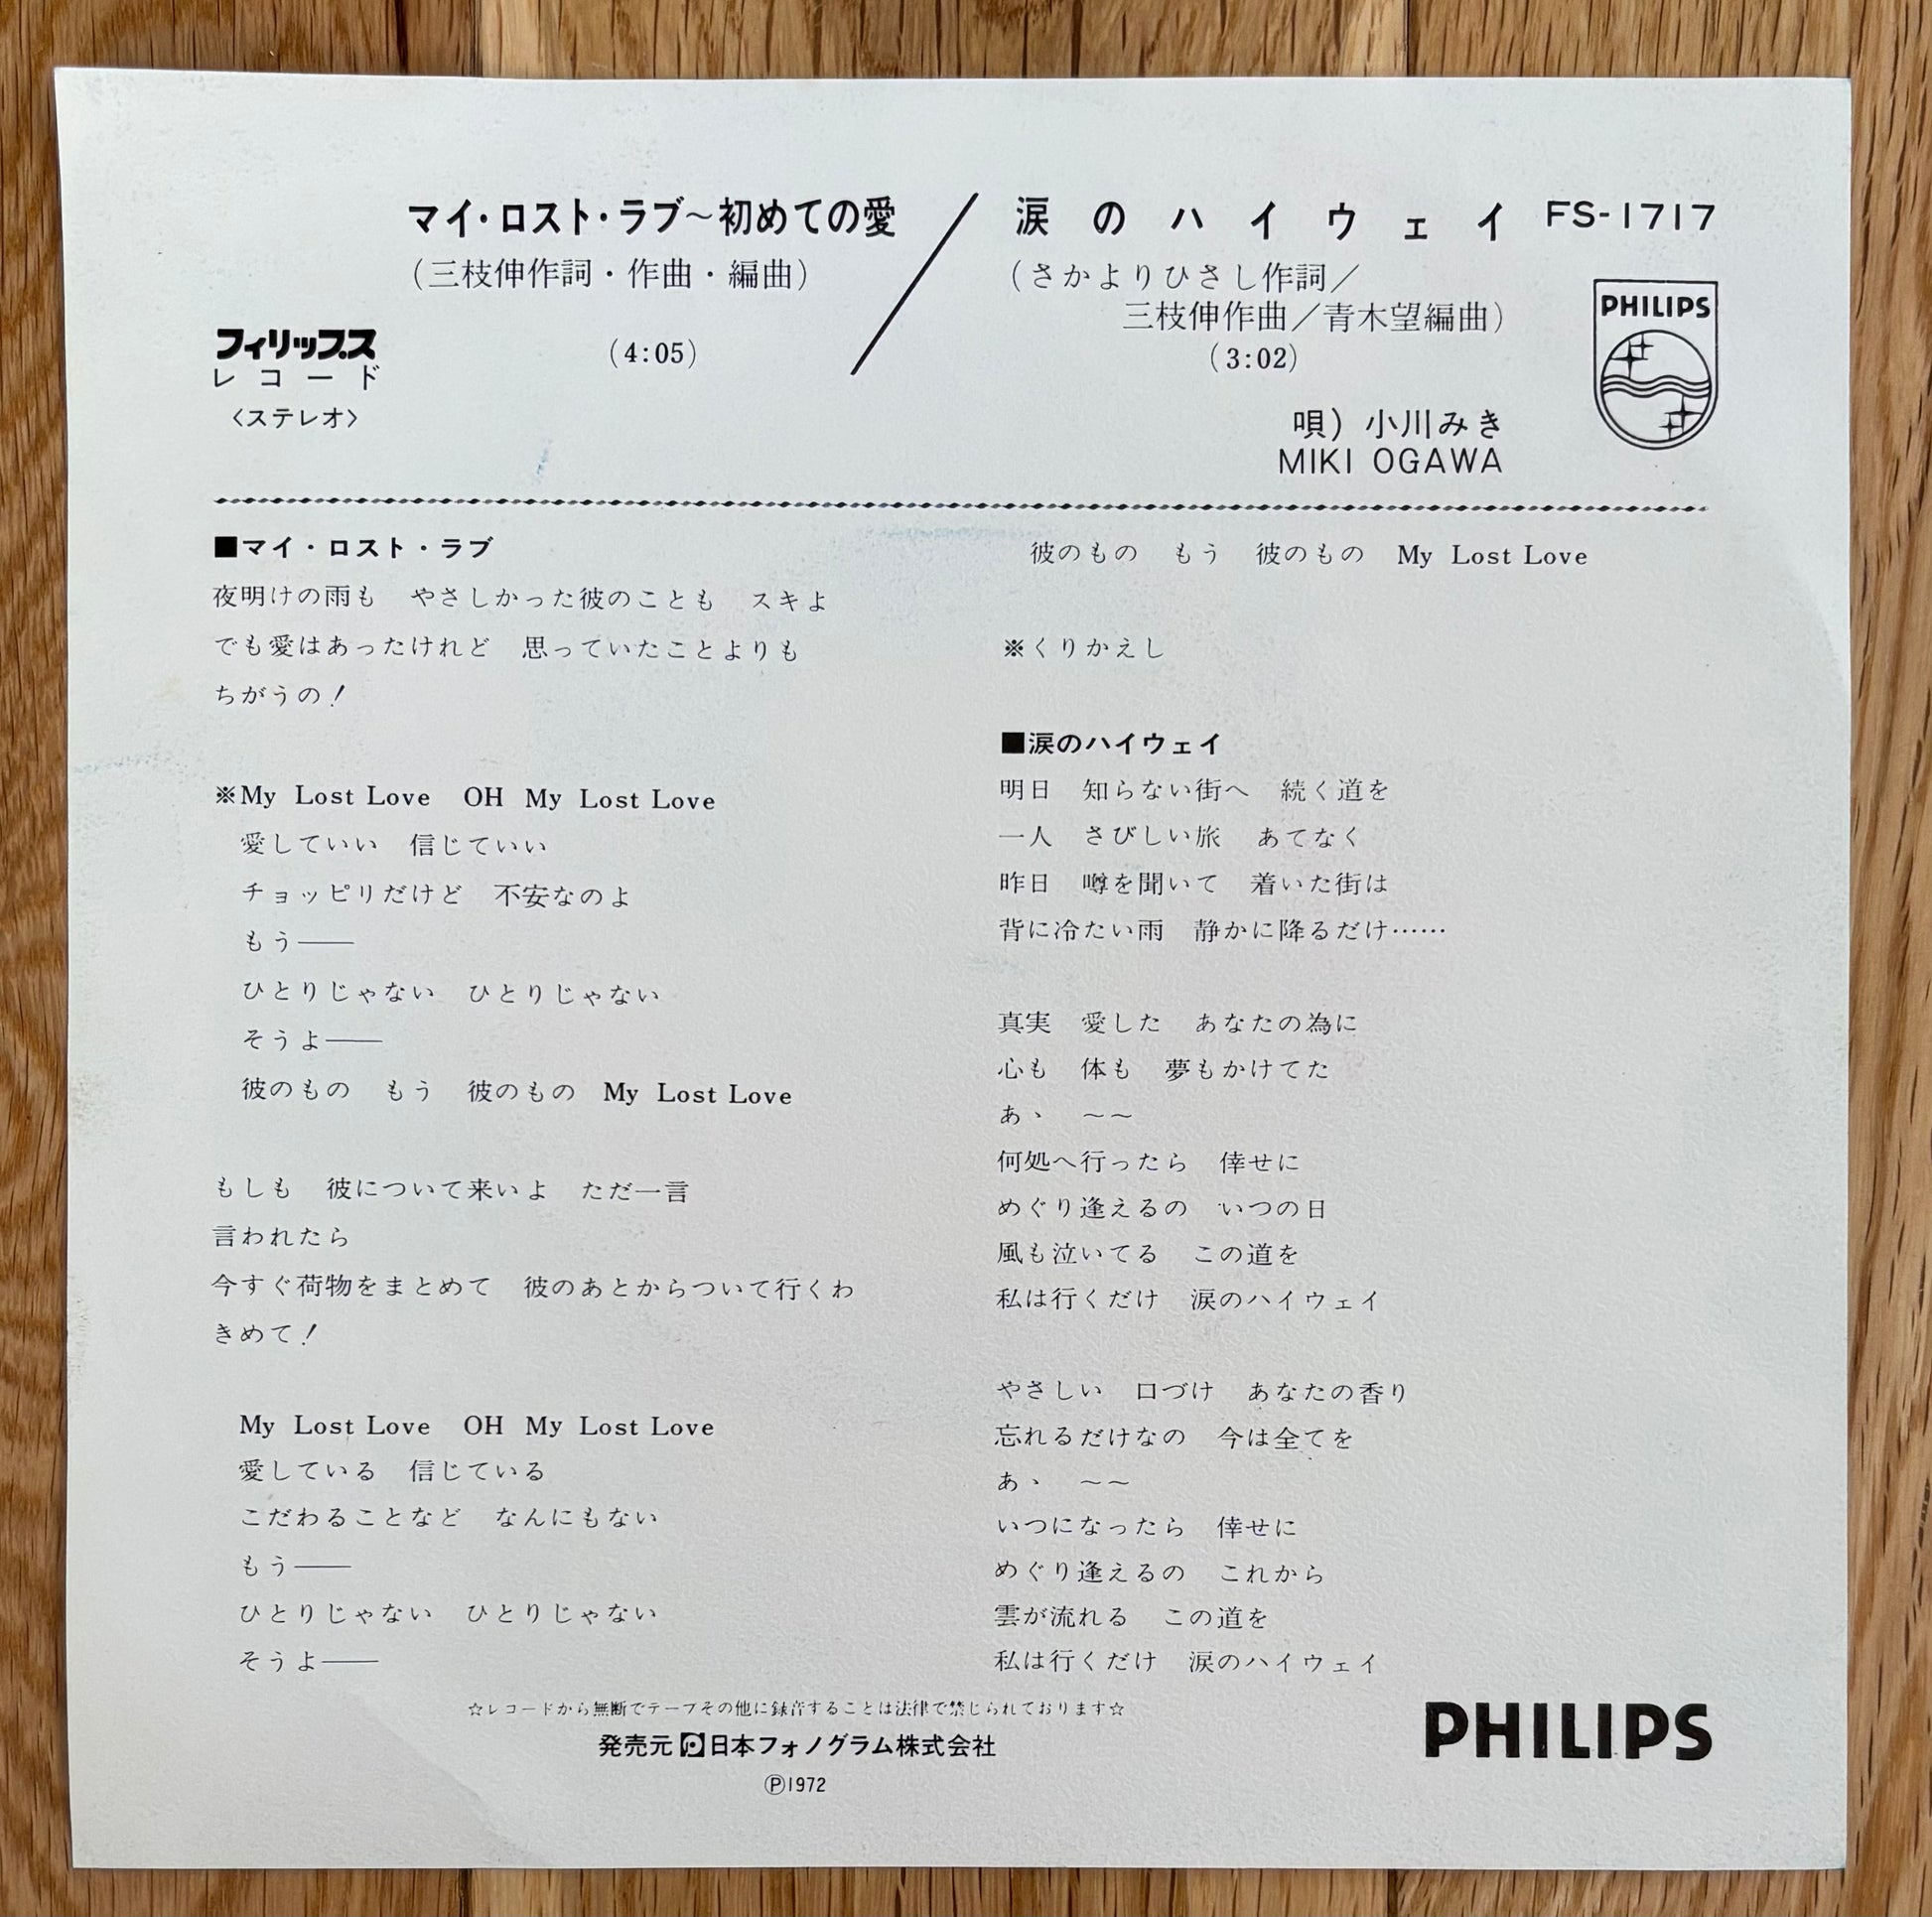 マイ・ロスト・ラブ～初めての愛／涙のハイウェイ FS-1717
(三枝伸作詞・作曲・編曲)
(4:05)
(さかよりひさし作詞／
三枝伸作曲／青木望編曲)
(3:02)
フィリップス
レコード
〈ステレオ〉
PHILIPS
唄) 小川みき
MIKI OGAWA
■マイ・ロスト・ラブ
夜明けの雨も　やさしかった彼のことも　スキよ
でも愛はあったけれど　思っていたことよりも
ちがうの！
※My Lost Love　OH My Lost Love
愛していい　信じていい
チョッピリだけど　不安なのよ
もう――
ひとりじゃない　ひとりじゃない
そうよ――
彼のもの　もう　彼のもの　My Lost Love
もしも　彼について来いよ　ただ一言
言われたら
今すぐ荷物をまとめて　彼のあとからついて行くわ
きめて！
My Lost Love　OH My Lost Love
愛している　信じている
こだわることなど　なんにもない
もう――
ひとりじゃない　ひとりじゃない
そうよ――
彼のもの　もう　彼のもの　My Lost Love
※くりかえし
■涙のハイウェイ
明日　知らない街へ　続く道を
一人　さびしい旅　あてなく
昨日　噂を聞いて　着いた街は
背に冷たい雨　静かに降るだけ……
真実　愛した　あなたの為に
心も　体も　夢もかけてた
あゝ　～～
何処へ行ったら　倖せに
めぐり逢えるの　いつの日
風も泣いてる　この道を
私は行くだけ　涙のハイウェイ
やさしい　口づけ　あなたの香り
忘れるだけなの　今は全てを
あゝ　～～
いつになったら　倖せに
めぐり逢えるの　これから
雲が流れる　この道を
私は行くだけ　涙のハイウェイ
☆レコードから無断でテープその他に録音することは法律で禁じられております☆
発売元 日本フォノグラム株式会社
Ⓟ1972
PHILIPS